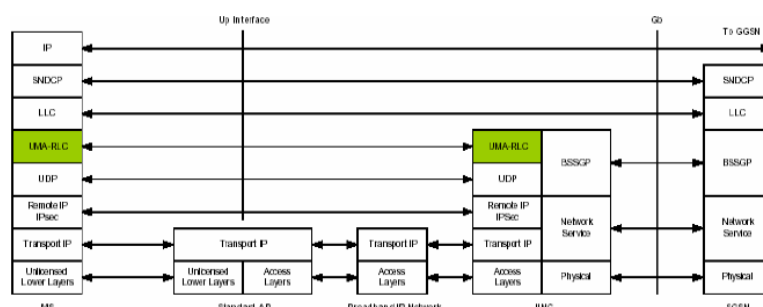 Up Interface
Gb
To GGSN
IP
SNDCP
SNDCP
LLC
LLC
UMA-RLC
UMA-RLC
BSSGP
BSSGP
UDP
UDP
Remote IP
IPsec
Remote IP
IPSec
Network
Service
Network
Service
Transport IP
Transport IP
Transport IP
Transport IP
Unlicensed
Lower Layers
Unlicensed
Lower Layers
Access
Layers
Access
Layers
Access
Layers
Physical
Physical
MS
Standard AP
Broadband IP Network
UNC
SGSN